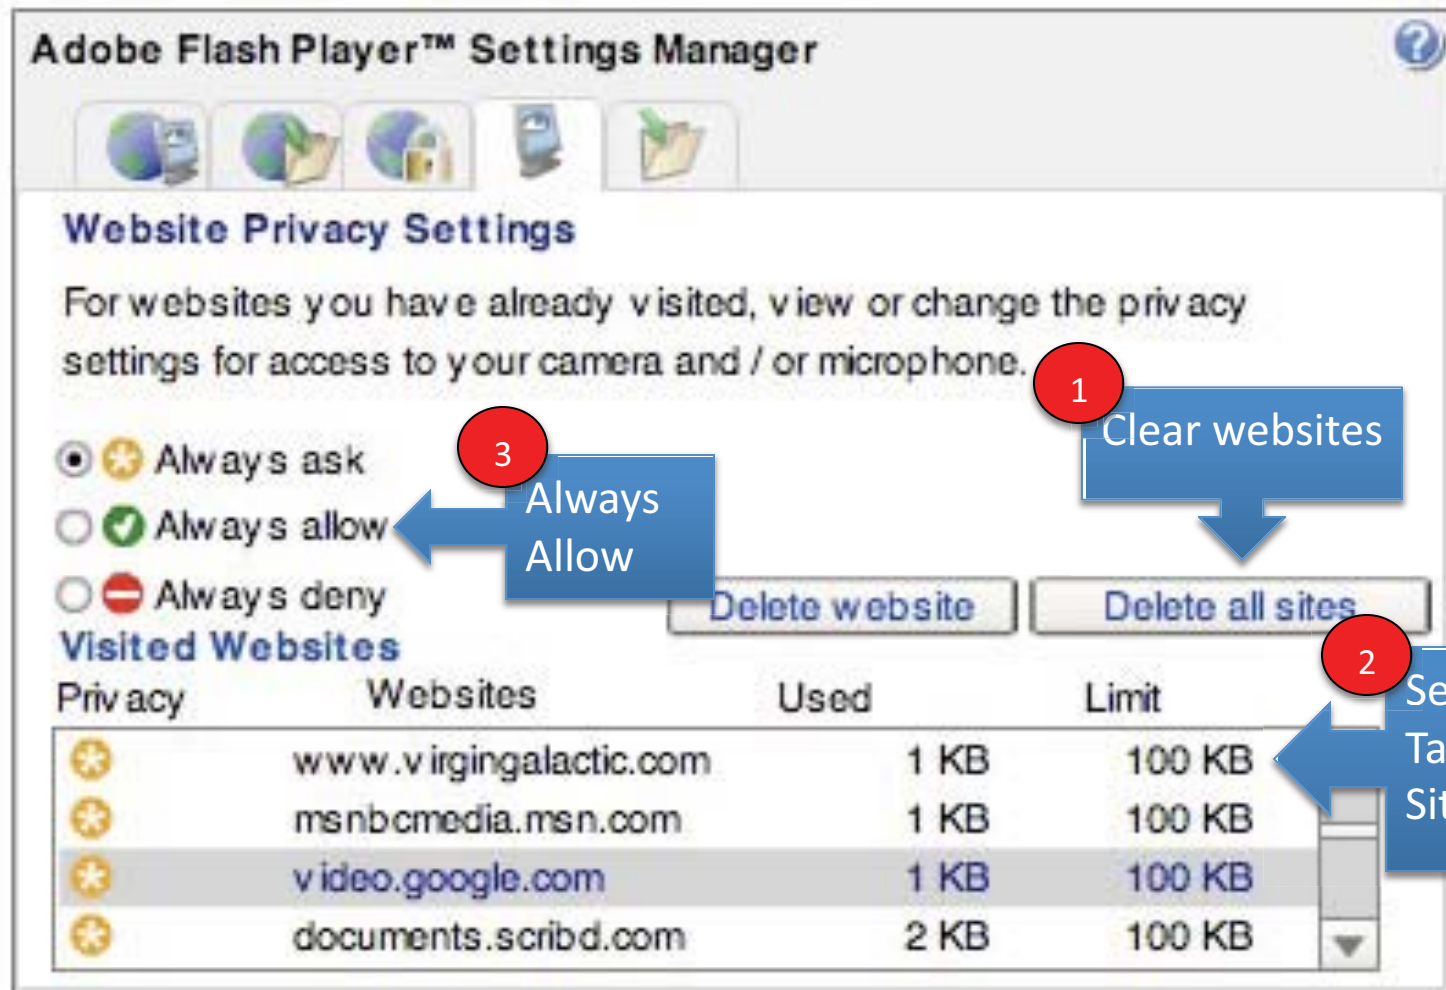 Adobe Flash Player™ Settings Manager
Website Privacy Settings
For websites you have already visited, view or change the privacy
settings for access to your camera and / or microphone.
1
Clear websites
Always ask
3
Always
Allow
Always allow
Always deny
Delete website
Delete all sites
Visited Websites
2
Privacy Websites Used Limit
www.virgingalactic.com 1 KB 100 KB
msnbcmedia.msn.com 1 KB 100 KB
video.google.com 1 KB 100 KB
documents.scribd.com 2 KB 100 KB